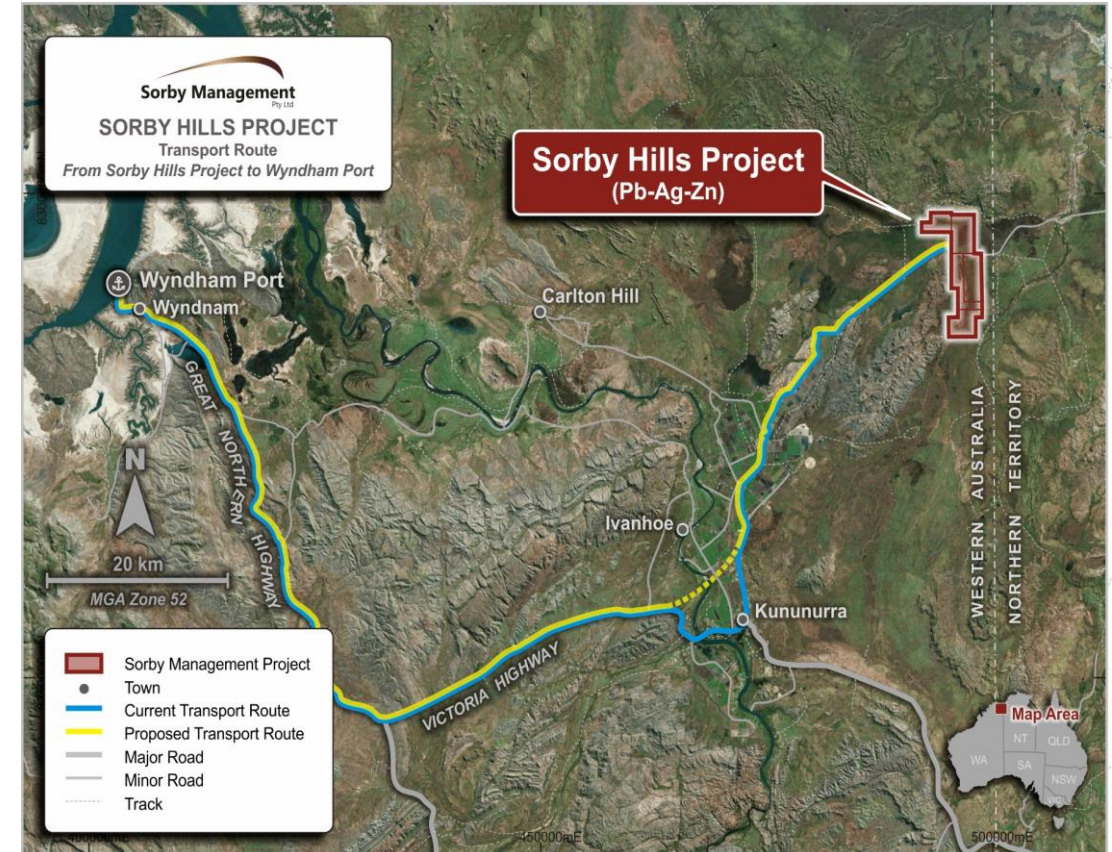 Sorby Management
Pty Ltd
SORBY HILLS PROJECT
Transport Route
From Sorby Hills Project to Wyndham Port
Sorby Hills Project
(Pb-Ag-Zn)
Wyndham Port
Wyndnam
Carlton Hill
GREAT NORTHERN HIGHWAY
N
20 km
MGA Zone 52
Ivanhoe
Kununurra
VICTORIA HIGHWAY
WESTERN AUSTRALIA
NORTHERN TERRITORY
Sorby Management Project
Town
Current Transport Route
Proposed Transport Route
Major Road
Minor Road
Track
Map Area
WA
NT
QLD
SA
NSW
450000mE
500000mE